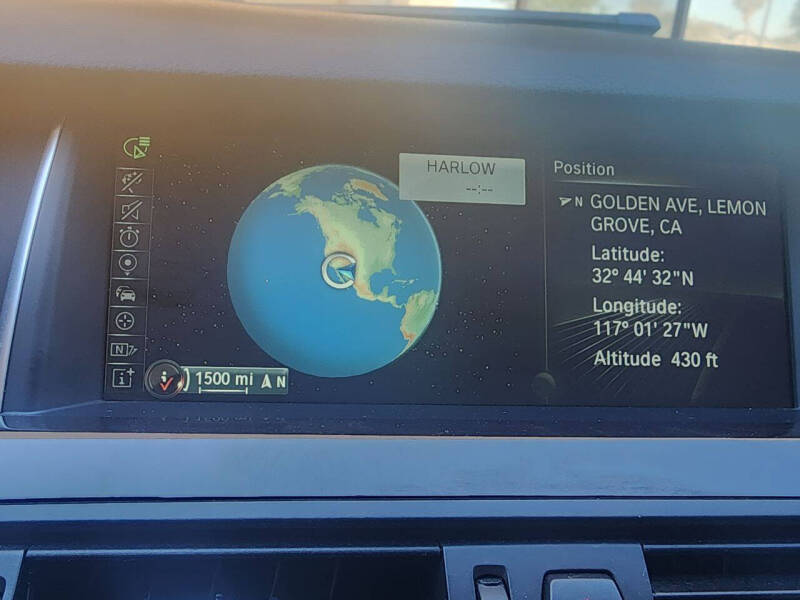 HARLOW
--:--
Position
N GOLDEN AVE, LEMON
GROVE, CA
Latitude:
32° 44' 32"N
Longitude:
117° 01' 27"W
Altitude 430 ft
N
1500 mi N